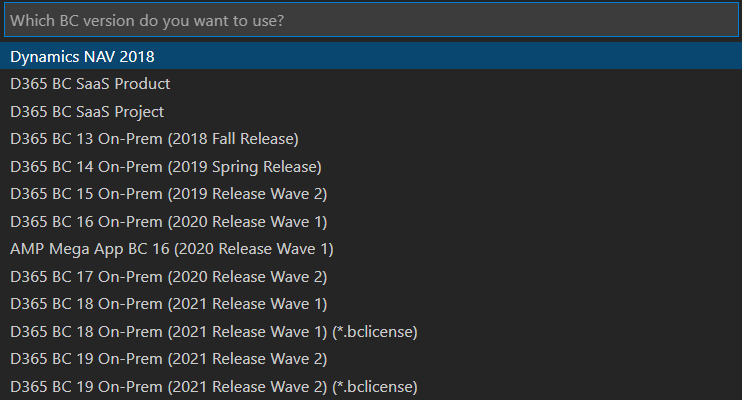 Which BC version do you want to use?
Dynamics NAV 2018
D365 BC SaaS Product
D365 BC SaaS Project
D365 BC 13 On-Prem (2018 Fall Release)
D365 BC 14 On-Prem (2019 Spring Release)
D365 BC 15 On-Prem (2019 Release Wave 2)
D365 BC 16 On-Prem (2020 Release Wave 1)
AMP Mega App BC 16 (2020 Release Wave 1)
D365 BC 17 On-Prem (2020 Release Wave 2)
D365 BC 18 On-Prem (2021 Release Wave 1)
D365 BC 18 On-Prem (2021 Release Wave 1) (*.bclicense)
D365 BC 19 On-Prem (2021 Release Wave 2)
D365 BC 19 On-Prem (2021 Release Wave 2) (*.bclicense)